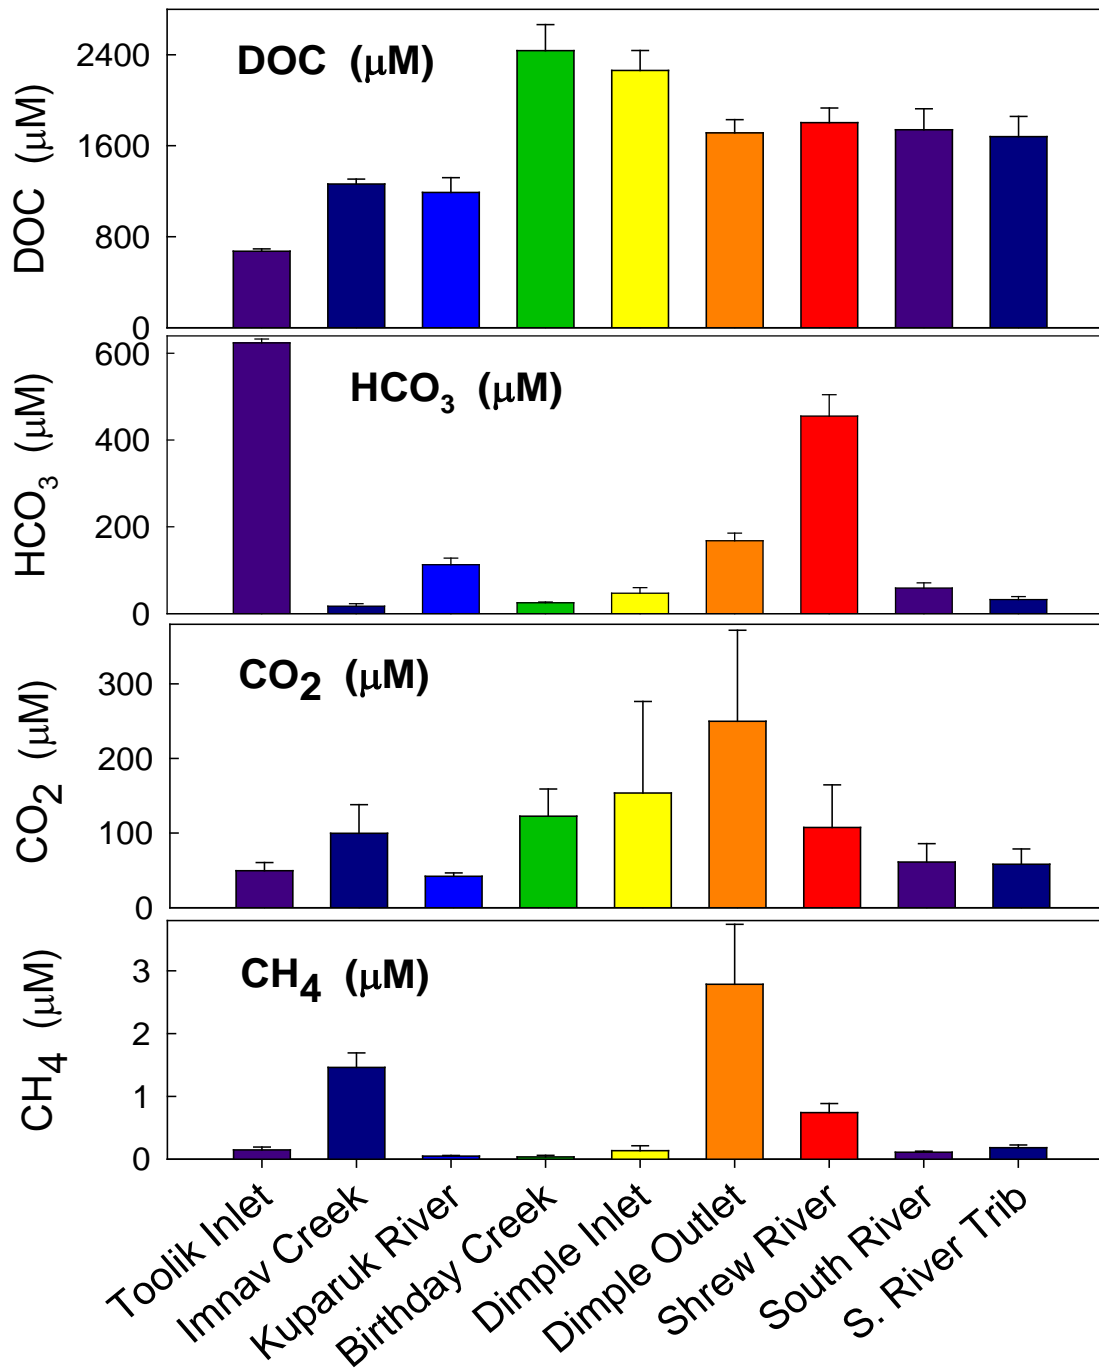 DOC (μM)
DOC (μM)
2400
1600
800
0
HCO3 (μM)
HCO3 (μM)
600
400
200
0
CO2 (μM)
CO2 (μM)
300
200
100
0
CH4 (μM)
CH4 (μM)
3
2
1
0
Toolik Inlet
Imnav Creek
Kuparuk River
Birthday Creek
Dimple Inlet
Dimple Outlet
Shrew River
South River
S. River Trib